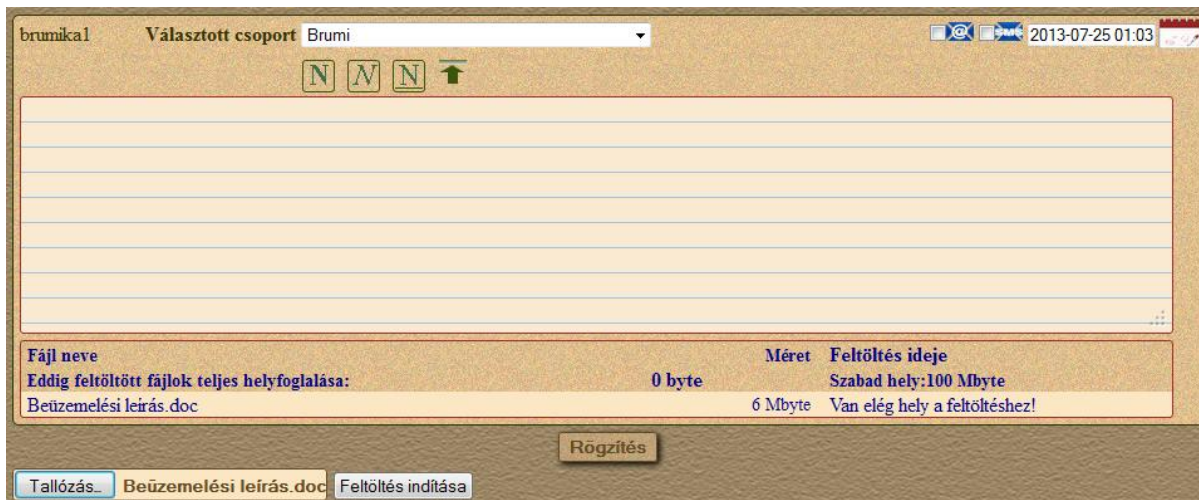 brumika1 Választott csoport Brumi @ SMS 2013-07-25 01:03
N N N
Fájl neve Méret Feltöltés ideje
Eddig feltöltött fájlok teljes helyfoglalása: 0 byte Szabad hely:100 Mbyte
Beüzemelési leírás.doc 6 Mbyte Van elég hely a feltöltéshez!
Rögzítés
Tallózás... Beüzemelési leírás.doc Feltöltés indítása